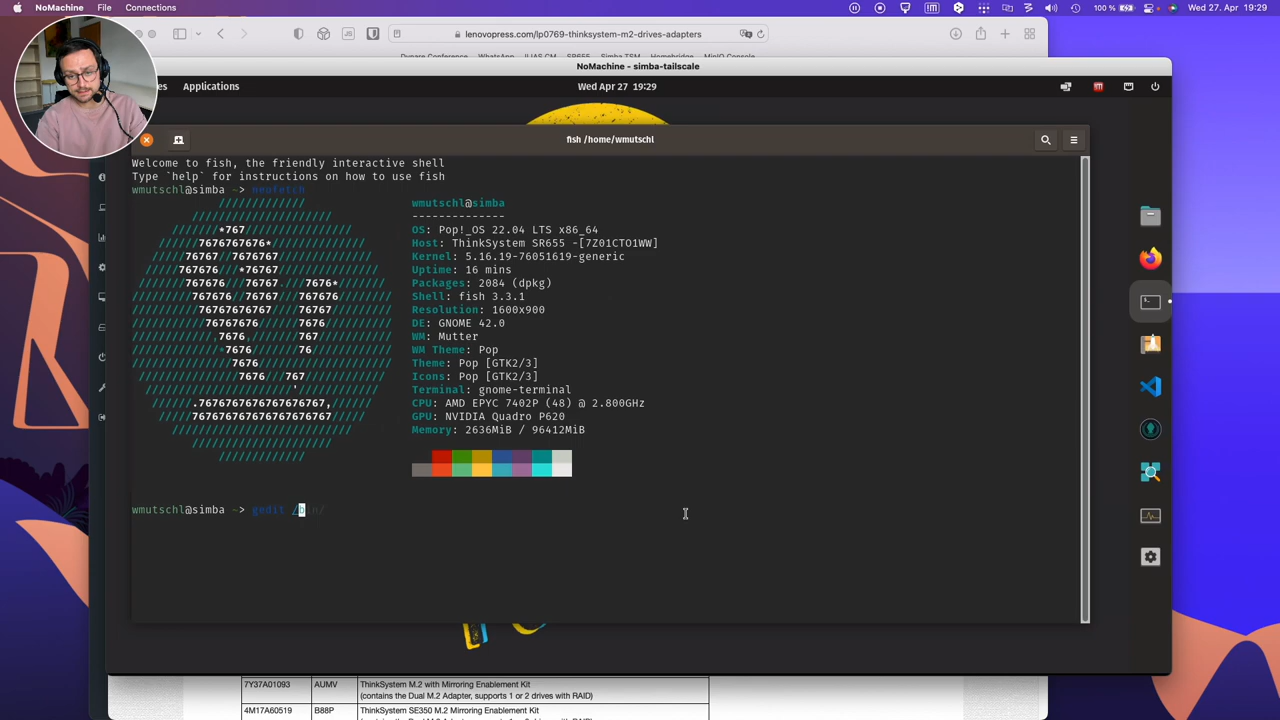 NoMachine File Connections 100 % Wed 27. Apr 19:29
lenovopress.com/lp0769-thinksystem-m2-drives-adapters
NoMachine - simba-tailscale
Applications Wed Apr 27 19:29
fish /home/wmutschl
Welcome to fish, the friendly interactive shell
Type `help` for instructions on how to use fish
wmutschl@simba ~> neofetch
wmutschl@simba
--------------
OS: Pop!_OS 22.04 LTS x86_64
Host: ThinkSystem SR655 -[7Z01CTO1WW]
Kernel: 5.16.19-76051619-generic
Uptime: 16 mins
Packages: 2084 (dpkg)
Shell: fish 3.3.1
Resolution: 1600x900
DE: GNOME 42.0
WM: Mutter
WM Theme: Pop
Theme: Pop [GTK2/3]
Icons: Pop [GTK2/3]
Terminal: gnome-terminal
CPU: AMD EPYC 7402P (48) @ 2.800GHz
GPU: NVIDIA Quadro P620
Memory: 2636MiB / 96412MiB
wmutschl@simba ~> gedit /bin/
7Y37A01093 AUMV ThinkSystem M.2 with Mirroring Enablement Kit
(contains the Dual M.2 Adapter, supports 1 or 2 drives with RAID)
4M17A60519 B88P ThinkSystem SE350 M.2 Mirroring Enablement Kit